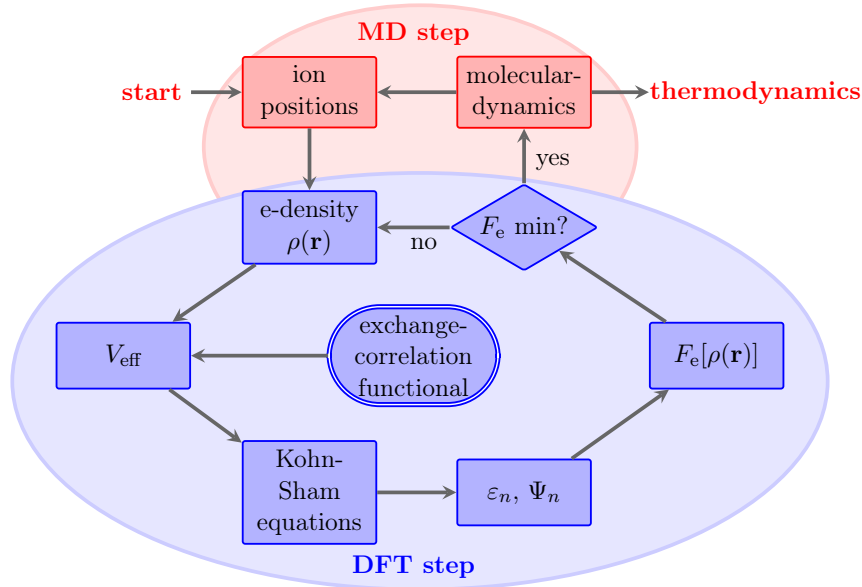 MD step
start
ion
positions
molecular-
dynamics
thermodynamics
yes
e-density
ρ(r)
no
Fe min?
Veff
exchange-
correlation
functional
Fe[ρ(r)]
Kohn-
Sham
equations
εn, Ψn
DFT step